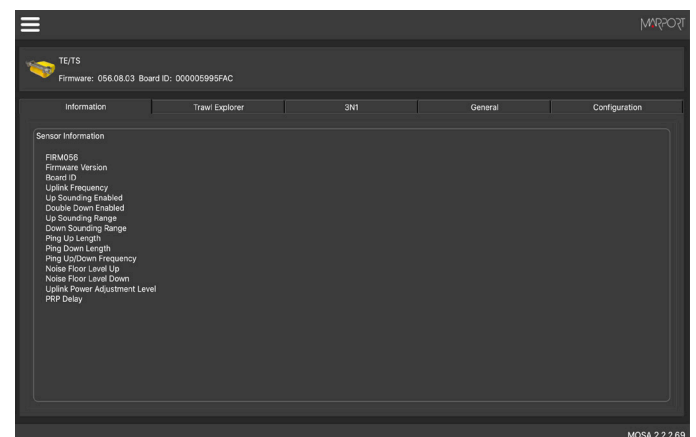 MARPORT
TE/TS
Firmware: 056.08.03 Board ID: 000005995FAC
Information Trawl Explorer 3N1 General Configuration
Sensor Information
FIRM056
Firmware Version
Board ID
Uplink Frequency
Up Sounding Enabled
Double Down Enabled
Up Sounding Range
Down Sounding Range
Ping Up Length
Ping Down Length
Ping Up/Down Frequency
Noise Floor Level Up
Noise Floor Level Down
Uplink Power Adjustment Level
PRP Delay
MOSA 2.2.2.69